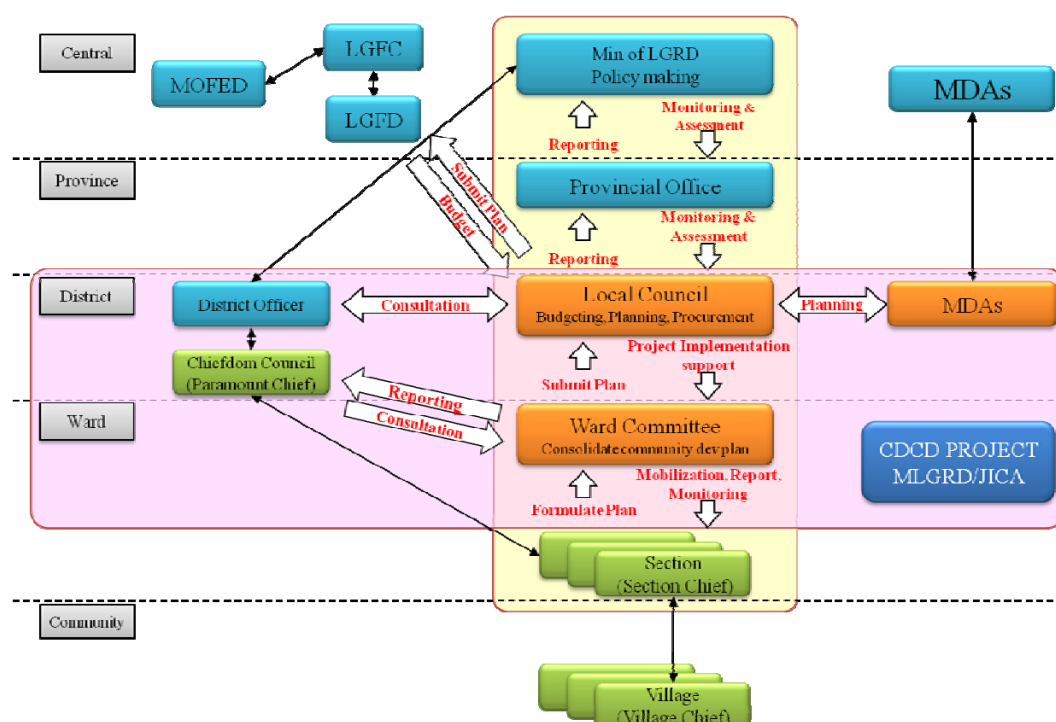 Central
MOFED
LGFC
LGFD
Min of LGRD
Policy making
MDAs
Reporting
Monitoring &
Assessment
Province
Submit Plan
Budget
Provincial Office
Reporting
Monitoring &
Assessment
District
District Officer
Consultation
Local Council
Budgeting, Planning, Procurement
Planning
MDAs
Chiefdom Council
(Paramount Chief)
Submit Plan
Project Implementation
support
Ward
Reporting
Consultation
Ward Committee
Consolidate community dev plan
CDCD PROJECT
MLGRD/JICA
Formulate Plan
Mobilization, Report,
Monitoring
Section
(Section Chief)
Community
Village
(Village Chief)